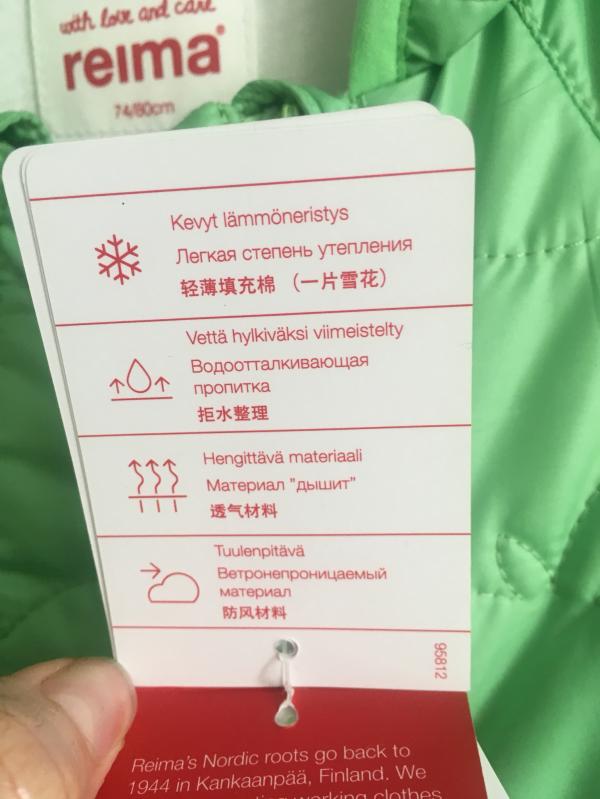 with love and care
reima
74/80cm
Kevyt lämmöneristys
Легкая степень утепления
轻薄填充棉 （一片雪花）
Vettä hylkiväksi viimeistelty
Водоотталкивающая
пропитка
拒水整理
Hengittävä materiaali
Материал "дышит"
透气材料
Tuulenpitävä
Ветронепроницаемый
материал
防风材料
95812
Reima's Nordic roots go back to
1944 in Kankaanpää, Finland. We
working clothes